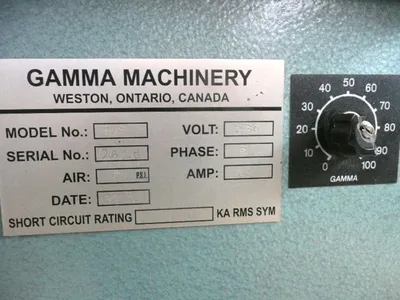 GAMMA MACHINERY
WESTON, ONTARIO, CANADA
MODEL No.: VOLT:
SERIAL No.: PHASE:
AIR: P.S.I. AMP:
DATE:
SHORT CIRCUIT RATING KA RMS SYM
0 10 20 30 40 50 60 70 80 90 100
GAMMA